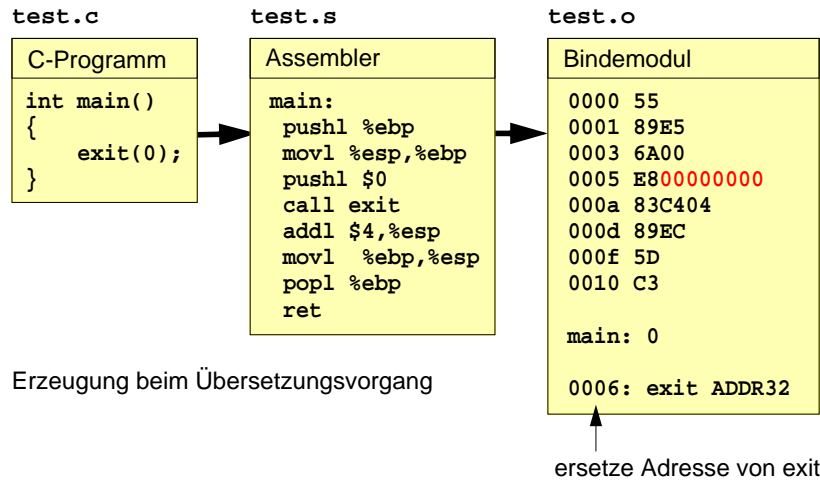 test.c
C-Programm
int main()
{
exit(0);
}
test.s
Assembler
main:
pushl %ebp
movl %esp,%ebp
pushl $0
call exit
addl $4,%esp
movl %ebp,%esp
popl %ebp
ret
test.o
Bindemodul
0000 55
0001 89E5
0003 6A00
0005 E800000000
000a 83C404
000d 89EC
000f 5D
0010 C3
main: 0
0006: exit ADDR32
Erzeugung beim Übersetzungsvorgang
ersetze Adresse von exit